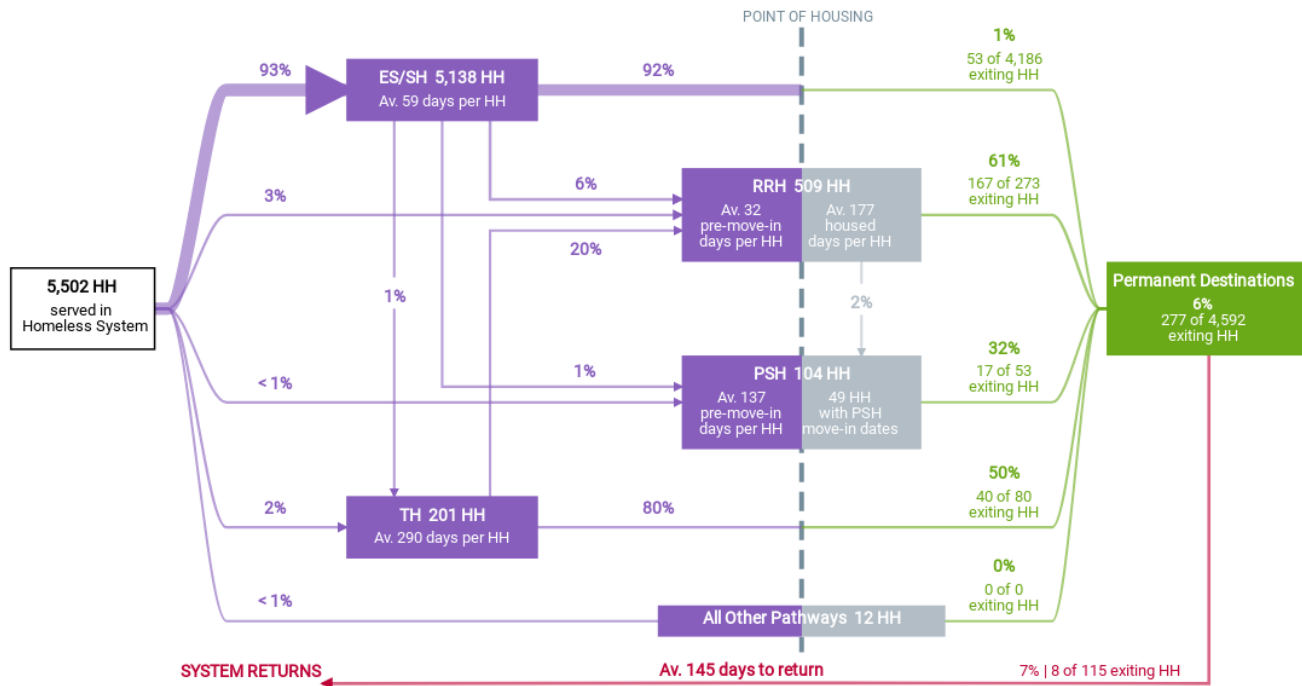 POINT OF HOUSING
93%
ES/SH 5,138 HH
Av. 59 days per HH
92%
1%
53 of 4,186
exiting HH
3%
6%
20%
RRH 509 HH
Av. 32
pre-move-in
days per HH
Av. 177
housed
days per HH
61%
167 of 273
exiting HH
5,502 HH
served in
Homeless System
1%
2%
Permanent Destinations
6%
277 of 4,592
exiting HH
< 1%
1%
PSH 104 HH
Av. 137
pre-move-in
days per HH
49 HH
with PSH
move-in dates
32%
17 of 53
exiting HH
2%
TH 201 HH
Av. 290 days per HH
80%
50%
40 of 80
exiting HH
< 1%
All Other Pathways 12 HH
0%
0 of 0
exiting HH
SYSTEM RETURNS
Av. 145 days to return
7% | 8 of 115 exiting HH